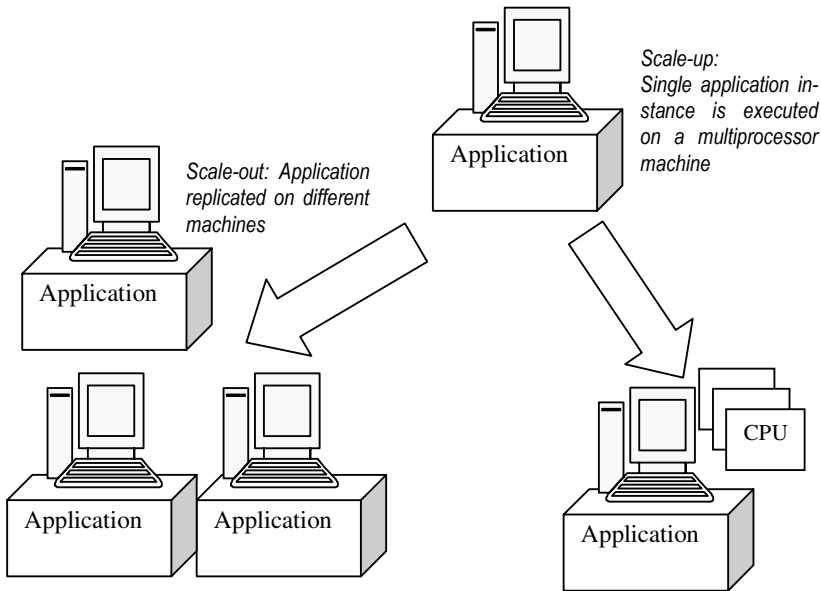 Scale-up:
Single application in-
stance is executed
on a multiprocessor
machine
Application
Scale-out: Application
replicated on different
machines
Application
Application
Application
CPU
Application